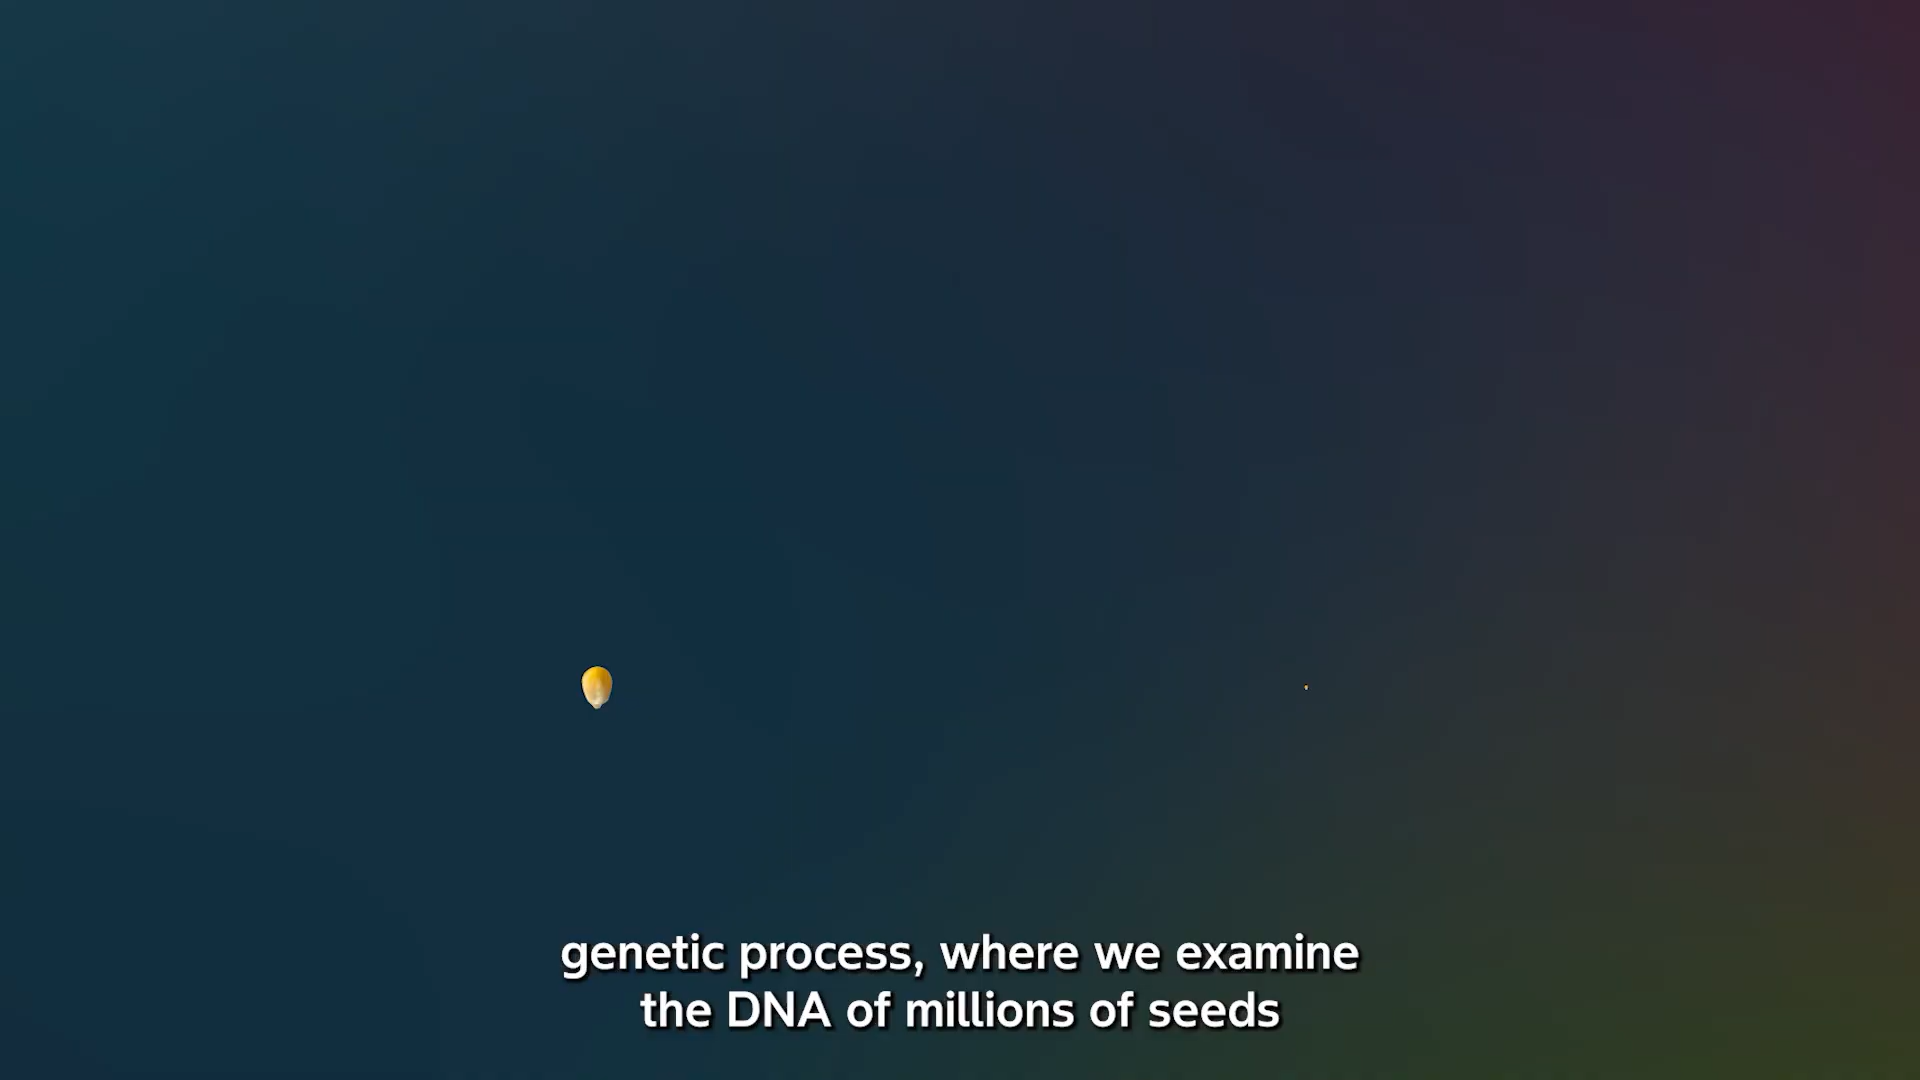 genetic process, where we examine
the DNA of millions of seeds